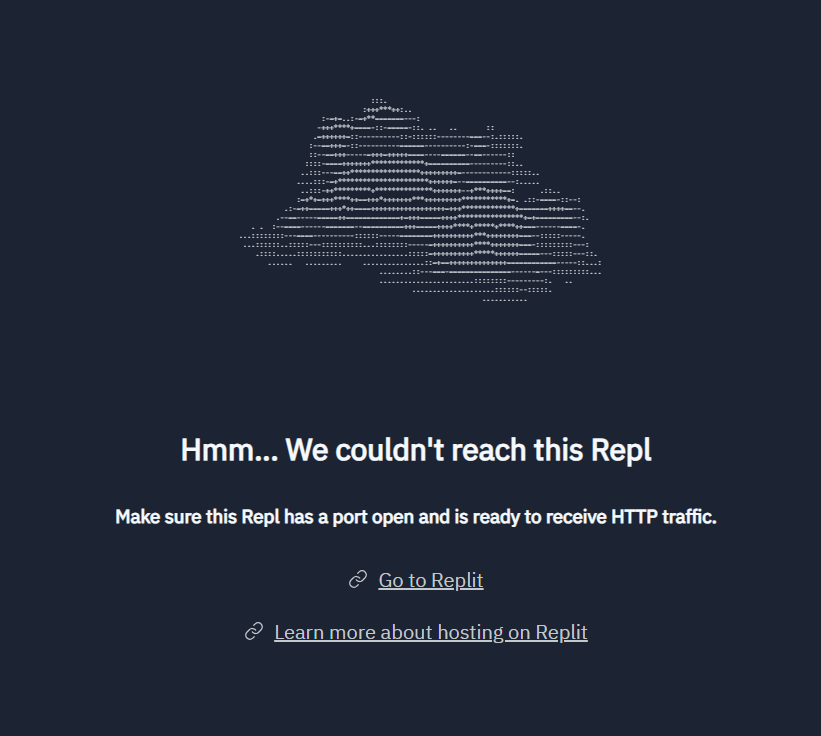 Hmm... We couldn't reach this Repl
Make sure this Repl has a port open and is ready to receive HTTP traffic.
Go to Replit
Learn more about hosting on Replit